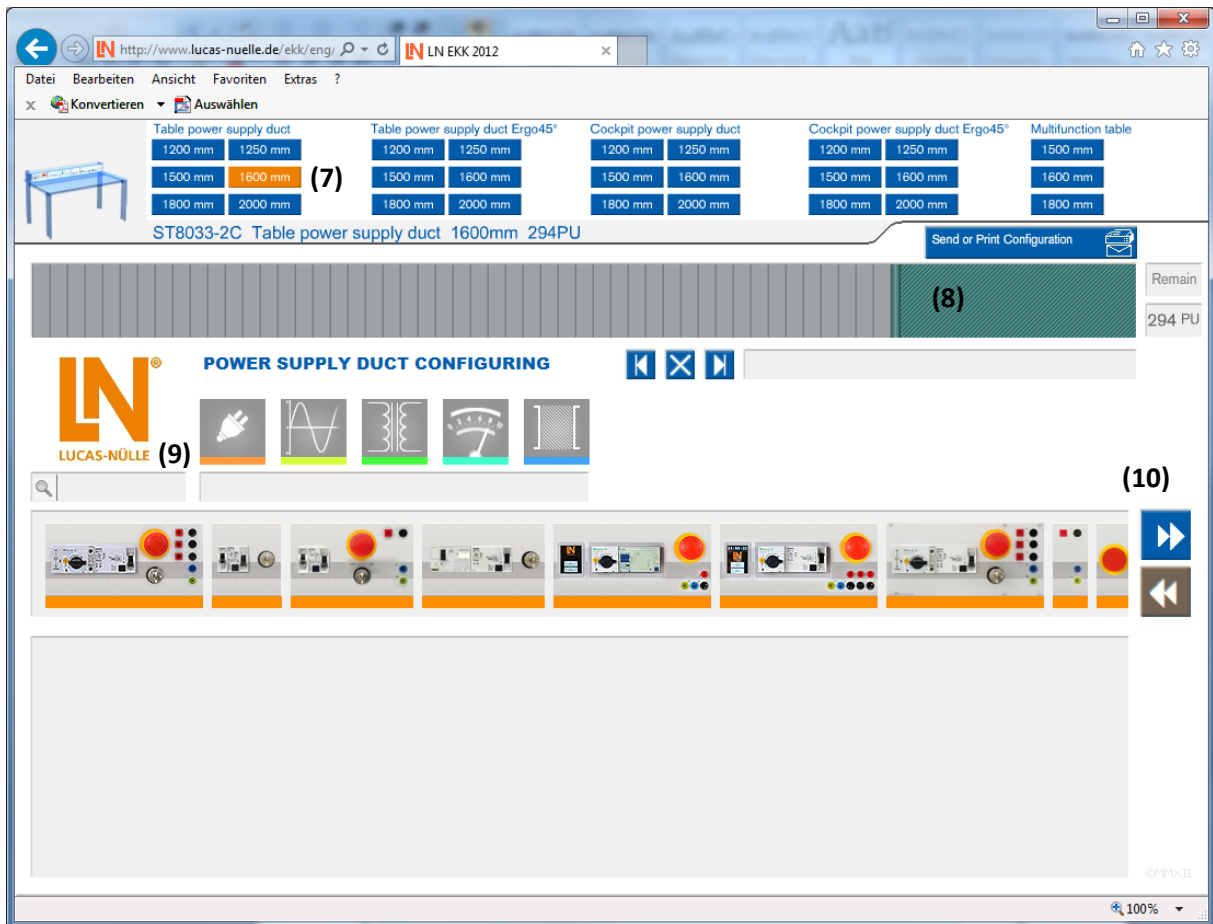 http://www.lucas-nuelle.de/ekk/eng/
LN EKK 2012
Datei Bearbeiten Ansicht Favoriten Extras ?
x Konvertieren Auswählen
Table power supply duct
1200 mm 1250 mm
1500 mm 1600 mm (7)
1800 mm 2000 mm
Table power supply duct Ergo45°
1200 mm 1250 mm
1500 mm 1600 mm
1800 mm 2000 mm
Cockpit power supply duct
1200 mm 1250 mm
1500 mm 1600 mm
1800 mm 2000 mm
Cockpit power supply duct Ergo45°
1200 mm 1250 mm
1500 mm 1600 mm
1800 mm 2000 mm
Multifunction table
1500 mm
1600 mm
1800 mm
ST8033-2C Table power supply duct 1600mm 294PU
Send or Print Configuration
(8)
Remain
294 PU
LN®
LUCAS-NÜLLE (9)
POWER SUPPLY DUCT CONFIGURING
(10)
©MMXII
100%